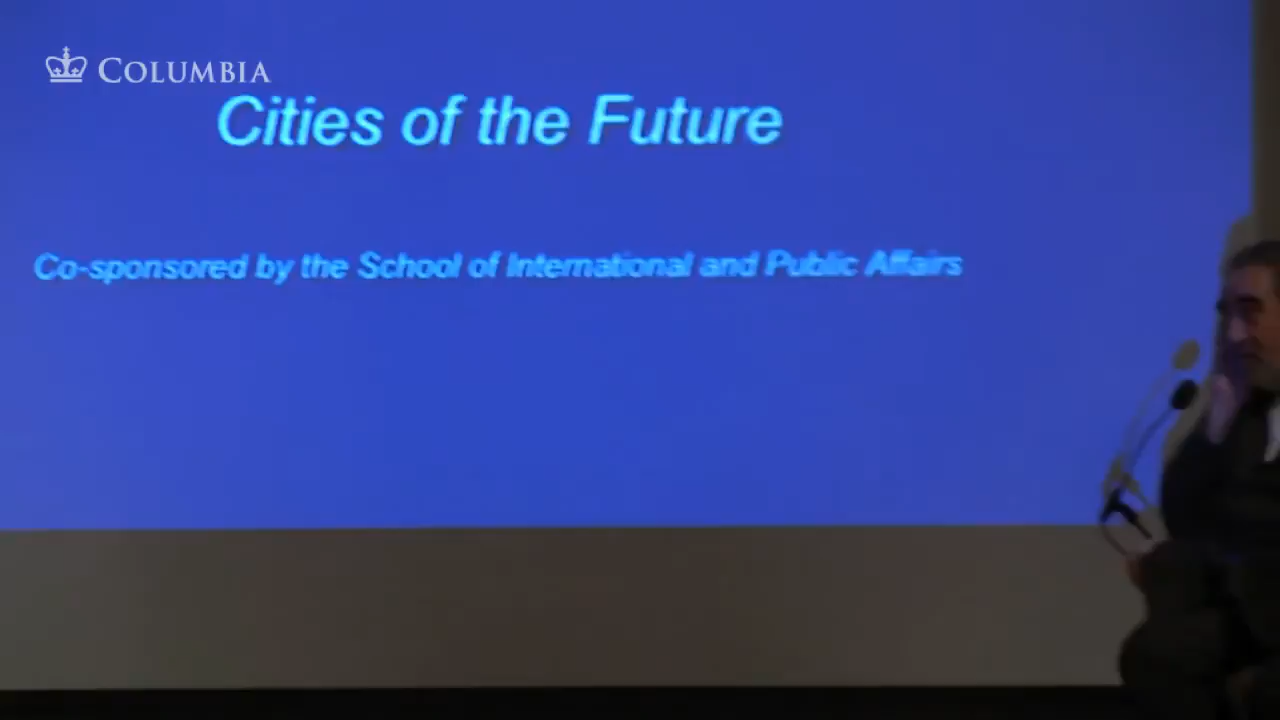 COLUMBIA
Cities of the Future
Co-sponsored by the School of International and Public Affairs